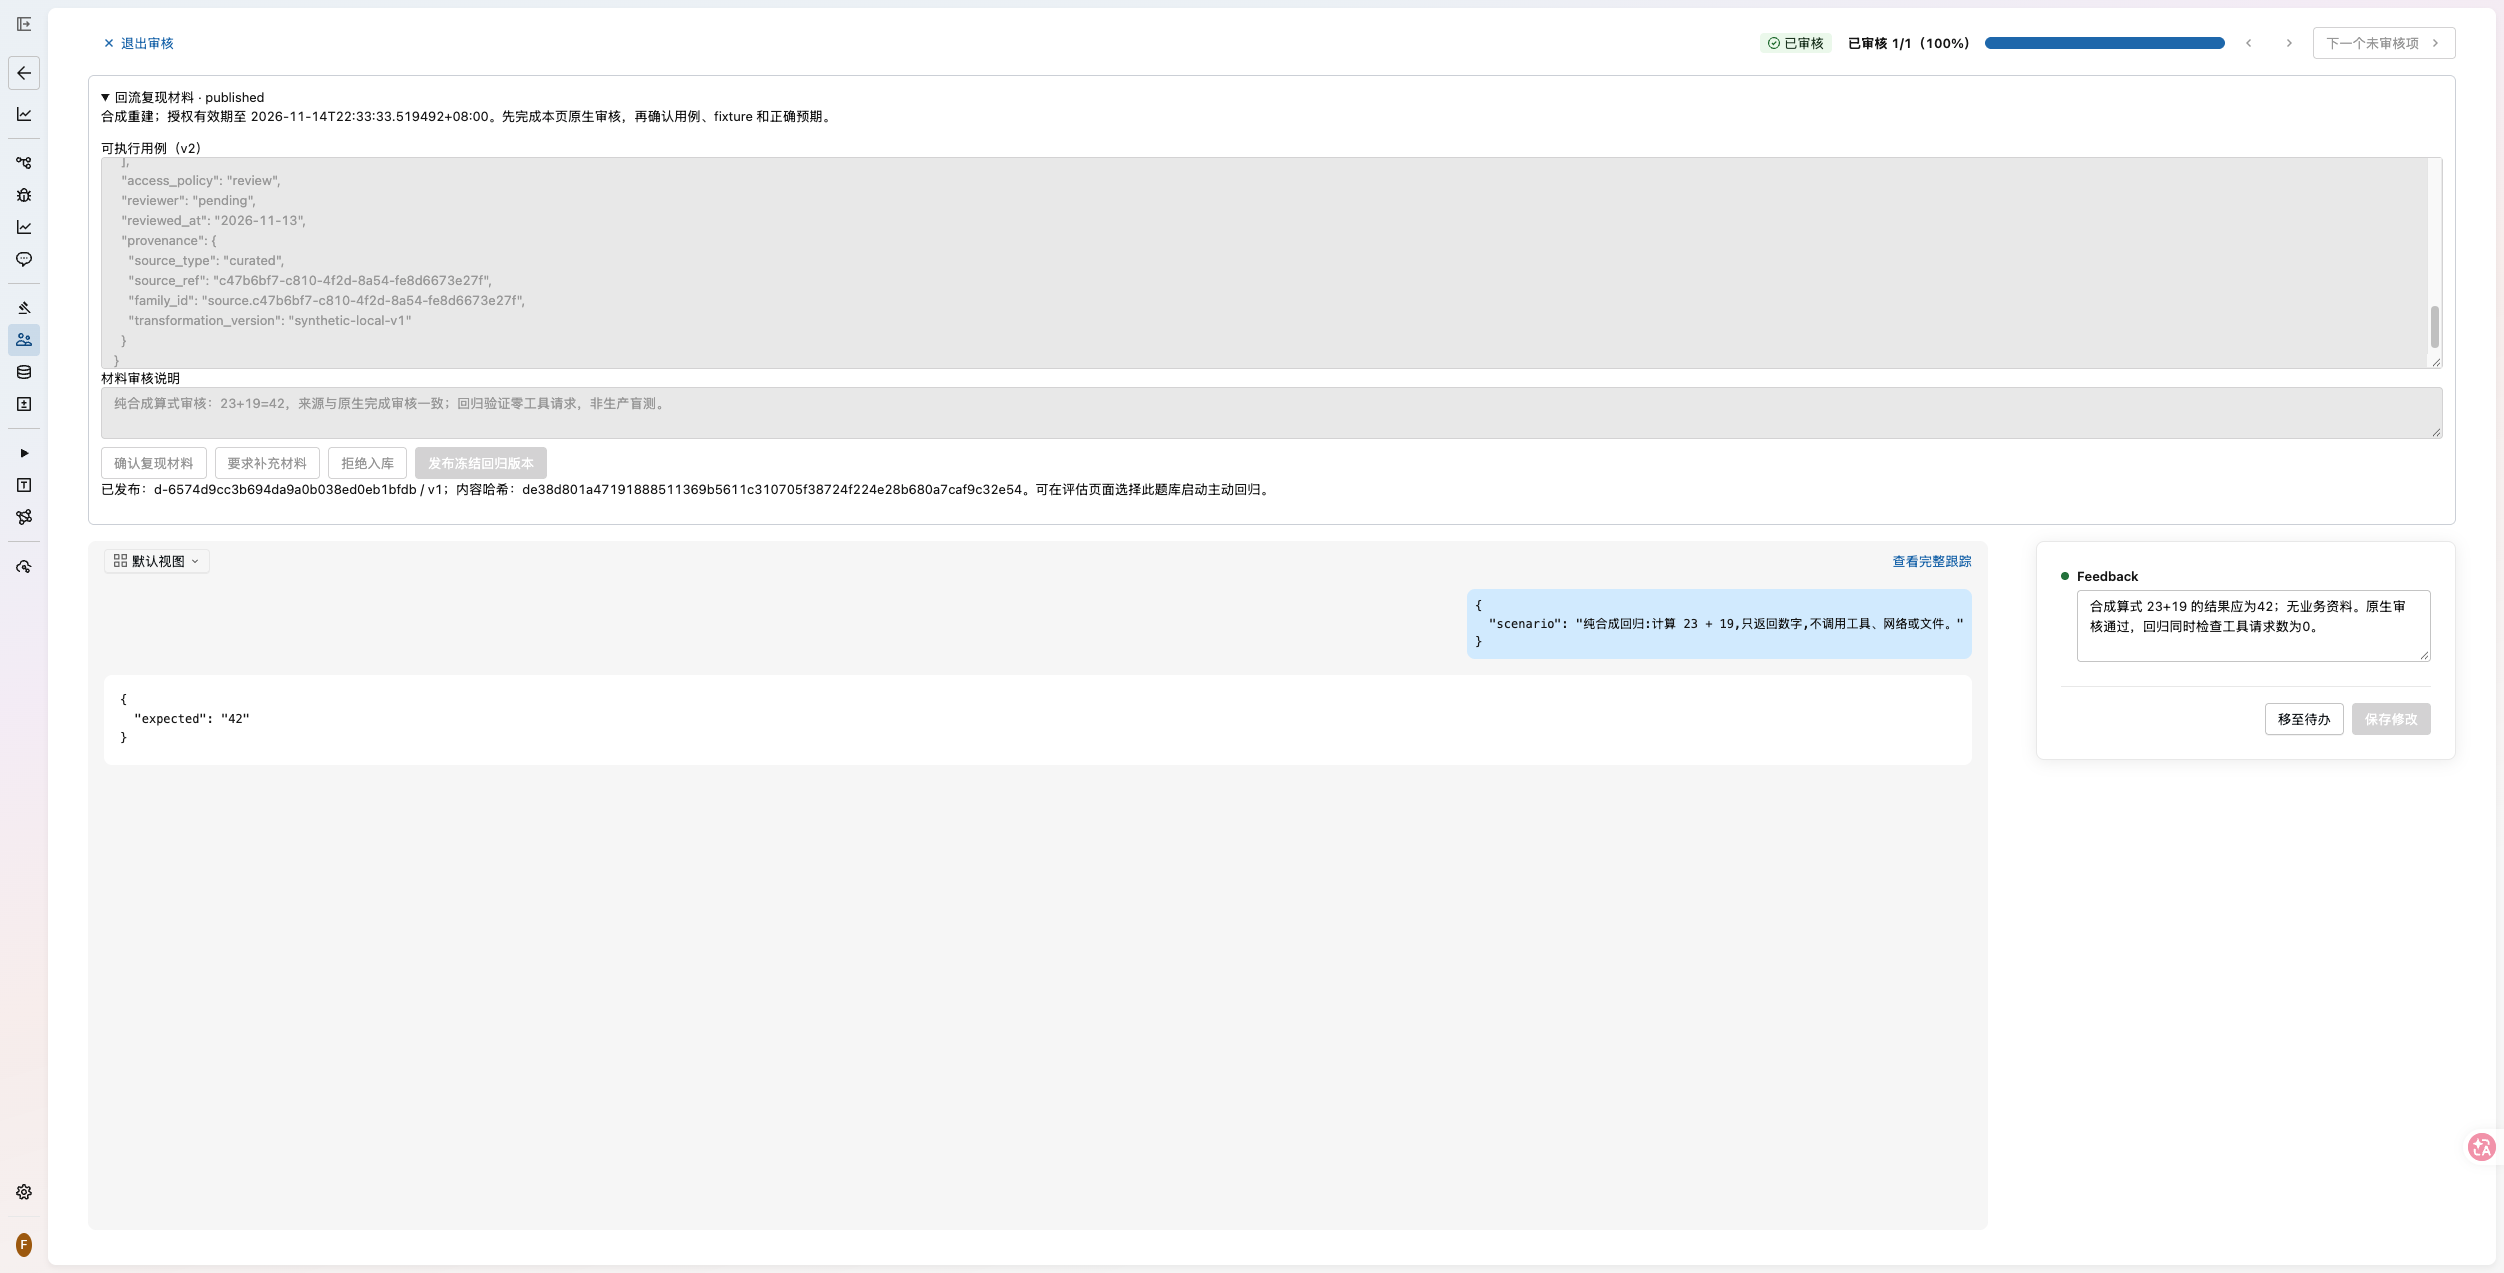 退出审核
已审核
已审核 1/1（100%）
下一个未审核项
▼ 回流复现材料 · published
合成重建；授权有效期至 2026-11-14T22:33:33.519492+08:00。先完成本页原生审核，再确认用例、fixture 和正确预期。
可执行用例（v2）
],
"access_policy": "review",
"reviewer": "pending",
"reviewed_at": "2026-11-13",
"provenance": {
"source_type": "curated",
"source_ref": "c47b6bf7-c810-4f2d-8a54-fe8d6673e27f",
"family_id": "source.c47b6bf7-c810-4f2d-8a54-fe8d6673e27f",
"transformation_version": "synthetic-local-v1"
}
}
材料审核说明
纯合成算式审核：23+19=42，来源与原生完成审核一致；回归验证零工具请求，非生产盲测。
确认复现材料
要求补充材料
拒绝入库
发布冻结回归版本
已发布：d-6574d9cc3b694da9a0b038ed0eb1bfdb / v1；内容哈希：de38d801a47191888511369b5611c310705f38724f224e28b680a7caf9c32e54。可在评估页面选择此题库启动主动回归。
默认视图
查看完整跟踪
{
"scenario": "纯合成回归:计算 23 + 19,只返回数字,不调用工具、网络或文件。"
}
{
"expected": "42"
}
Feedback
合成算式 23+19 的结果应为42；无业务资料。原生审
核通过，回归同时检查工具请求数为0。
移至待办
保存修改
F